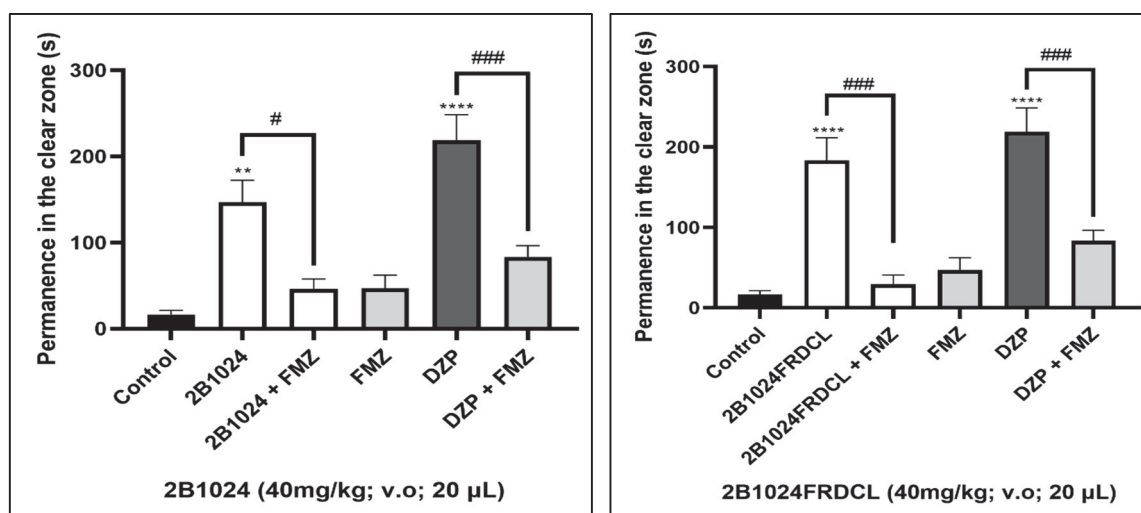 Permanence in the clear zone (s)
300
200
100
0
**
#
****
###
Control
2B1024
2B1024 + FMZ
FMZ
DZP
DZP + FMZ
2B1024 (40mg/kg; v.o; 20 µL)
Permanence in the clear zone (s)
300
200
100
0
****
###
****
###
Control
2B1024FRDCL
2B1024FRDCL + FMZ
FMZ
DZP
DZP + FMZ
2B1024FRDCL (40mg/kg; v.o; 20 µL)